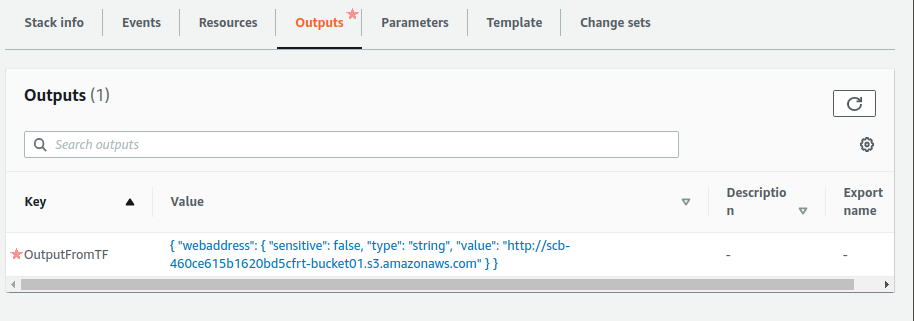 Stack info Events Resources Outputs Parameters Template Change sets
Outputs (1)
Search outputs
Key Value Descriptio
n Export
name
OutputFromTF { "webaddress": { "sensitive": false, "type": "string", "value": "http://scb-
460ce615b1620bd5cfrt-bucket01.s3.amazonaws.com" } } - -